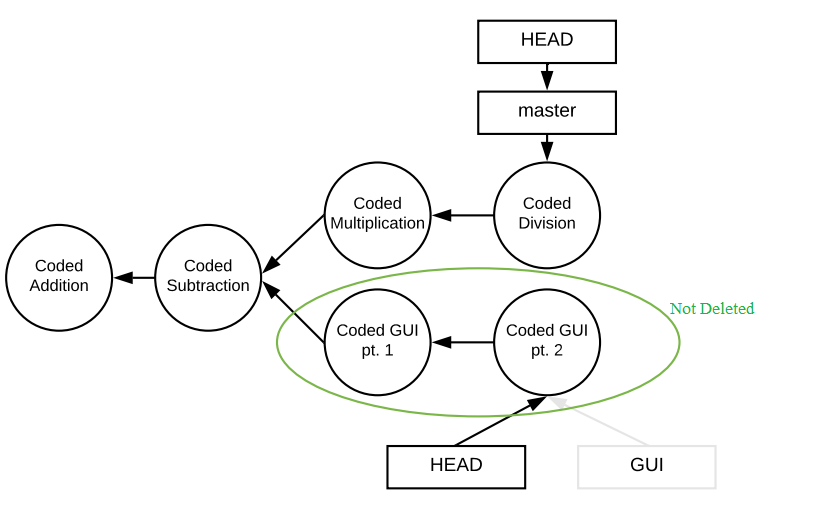 HEAD
master
Coded
Multiplication
Coded
Division
Coded
Addition
Coded
Subtraction
Not Deleted
Coded GUI
pt. 1
Coded GUI
pt. 2
HEAD
GUI